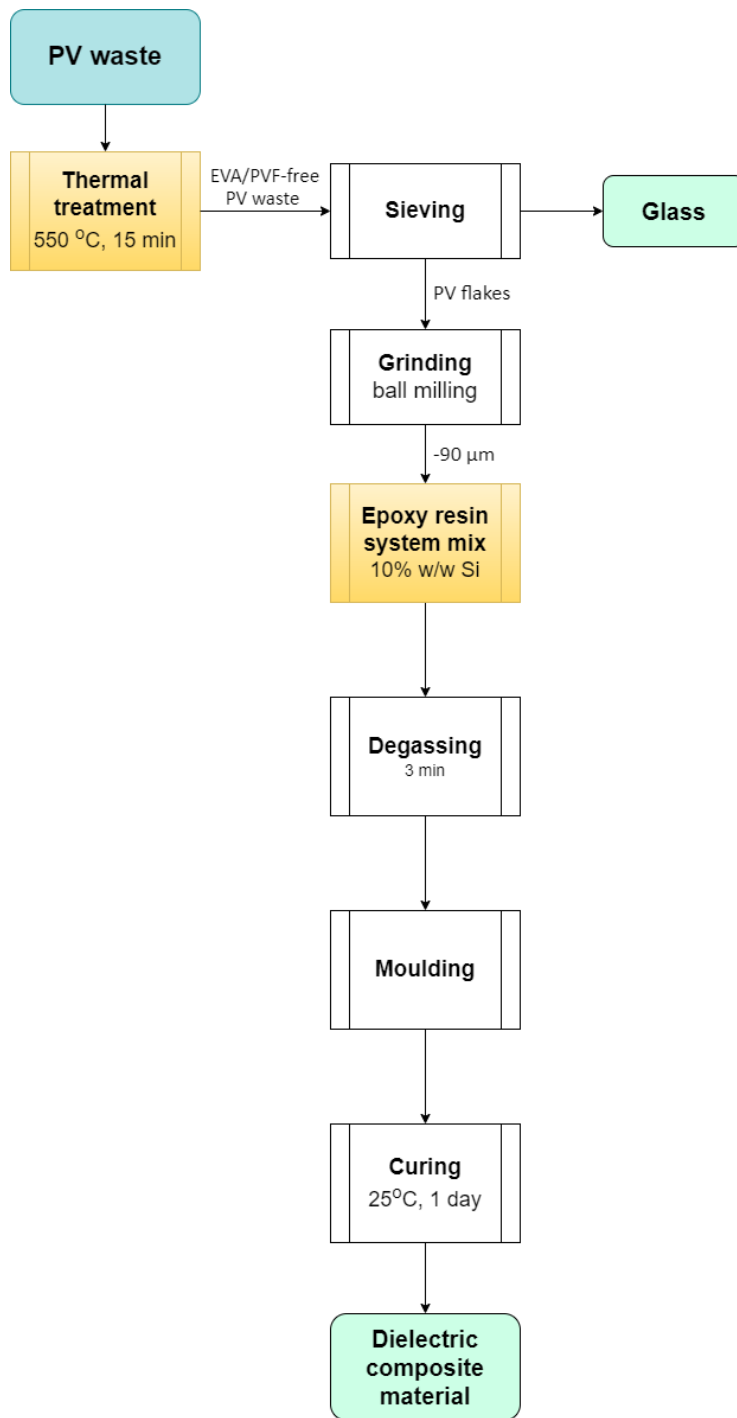 PV waste
Thermal
treatment
550 °C, 15 min
EVA/PVF-free
PV waste
Sieving
Glass
PV flakes
Grinding
ball milling
-90 μm
Epoxy resin
system mix
10% w/w Si
Degassing
3 min
Moulding
Curing
25°C, 1 day
Dielectric
composite
material